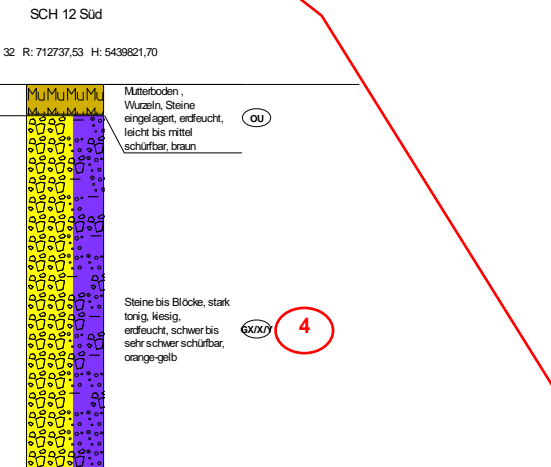 SCH 12 Süd
32 R: 712737,53 H: 5439821,70
MuMuMuMu
Mutterboden ,
Wurzeln, Steine
eingelagert, erdfeucht,
leicht bis mittel
schürfbar, braun
OU
Steine bis Blöcke, stark
tonig, kiesig,
erdfeucht, schwer bis
sehr schwer schürfbar,
orange-gelb
GX/X/Y
4